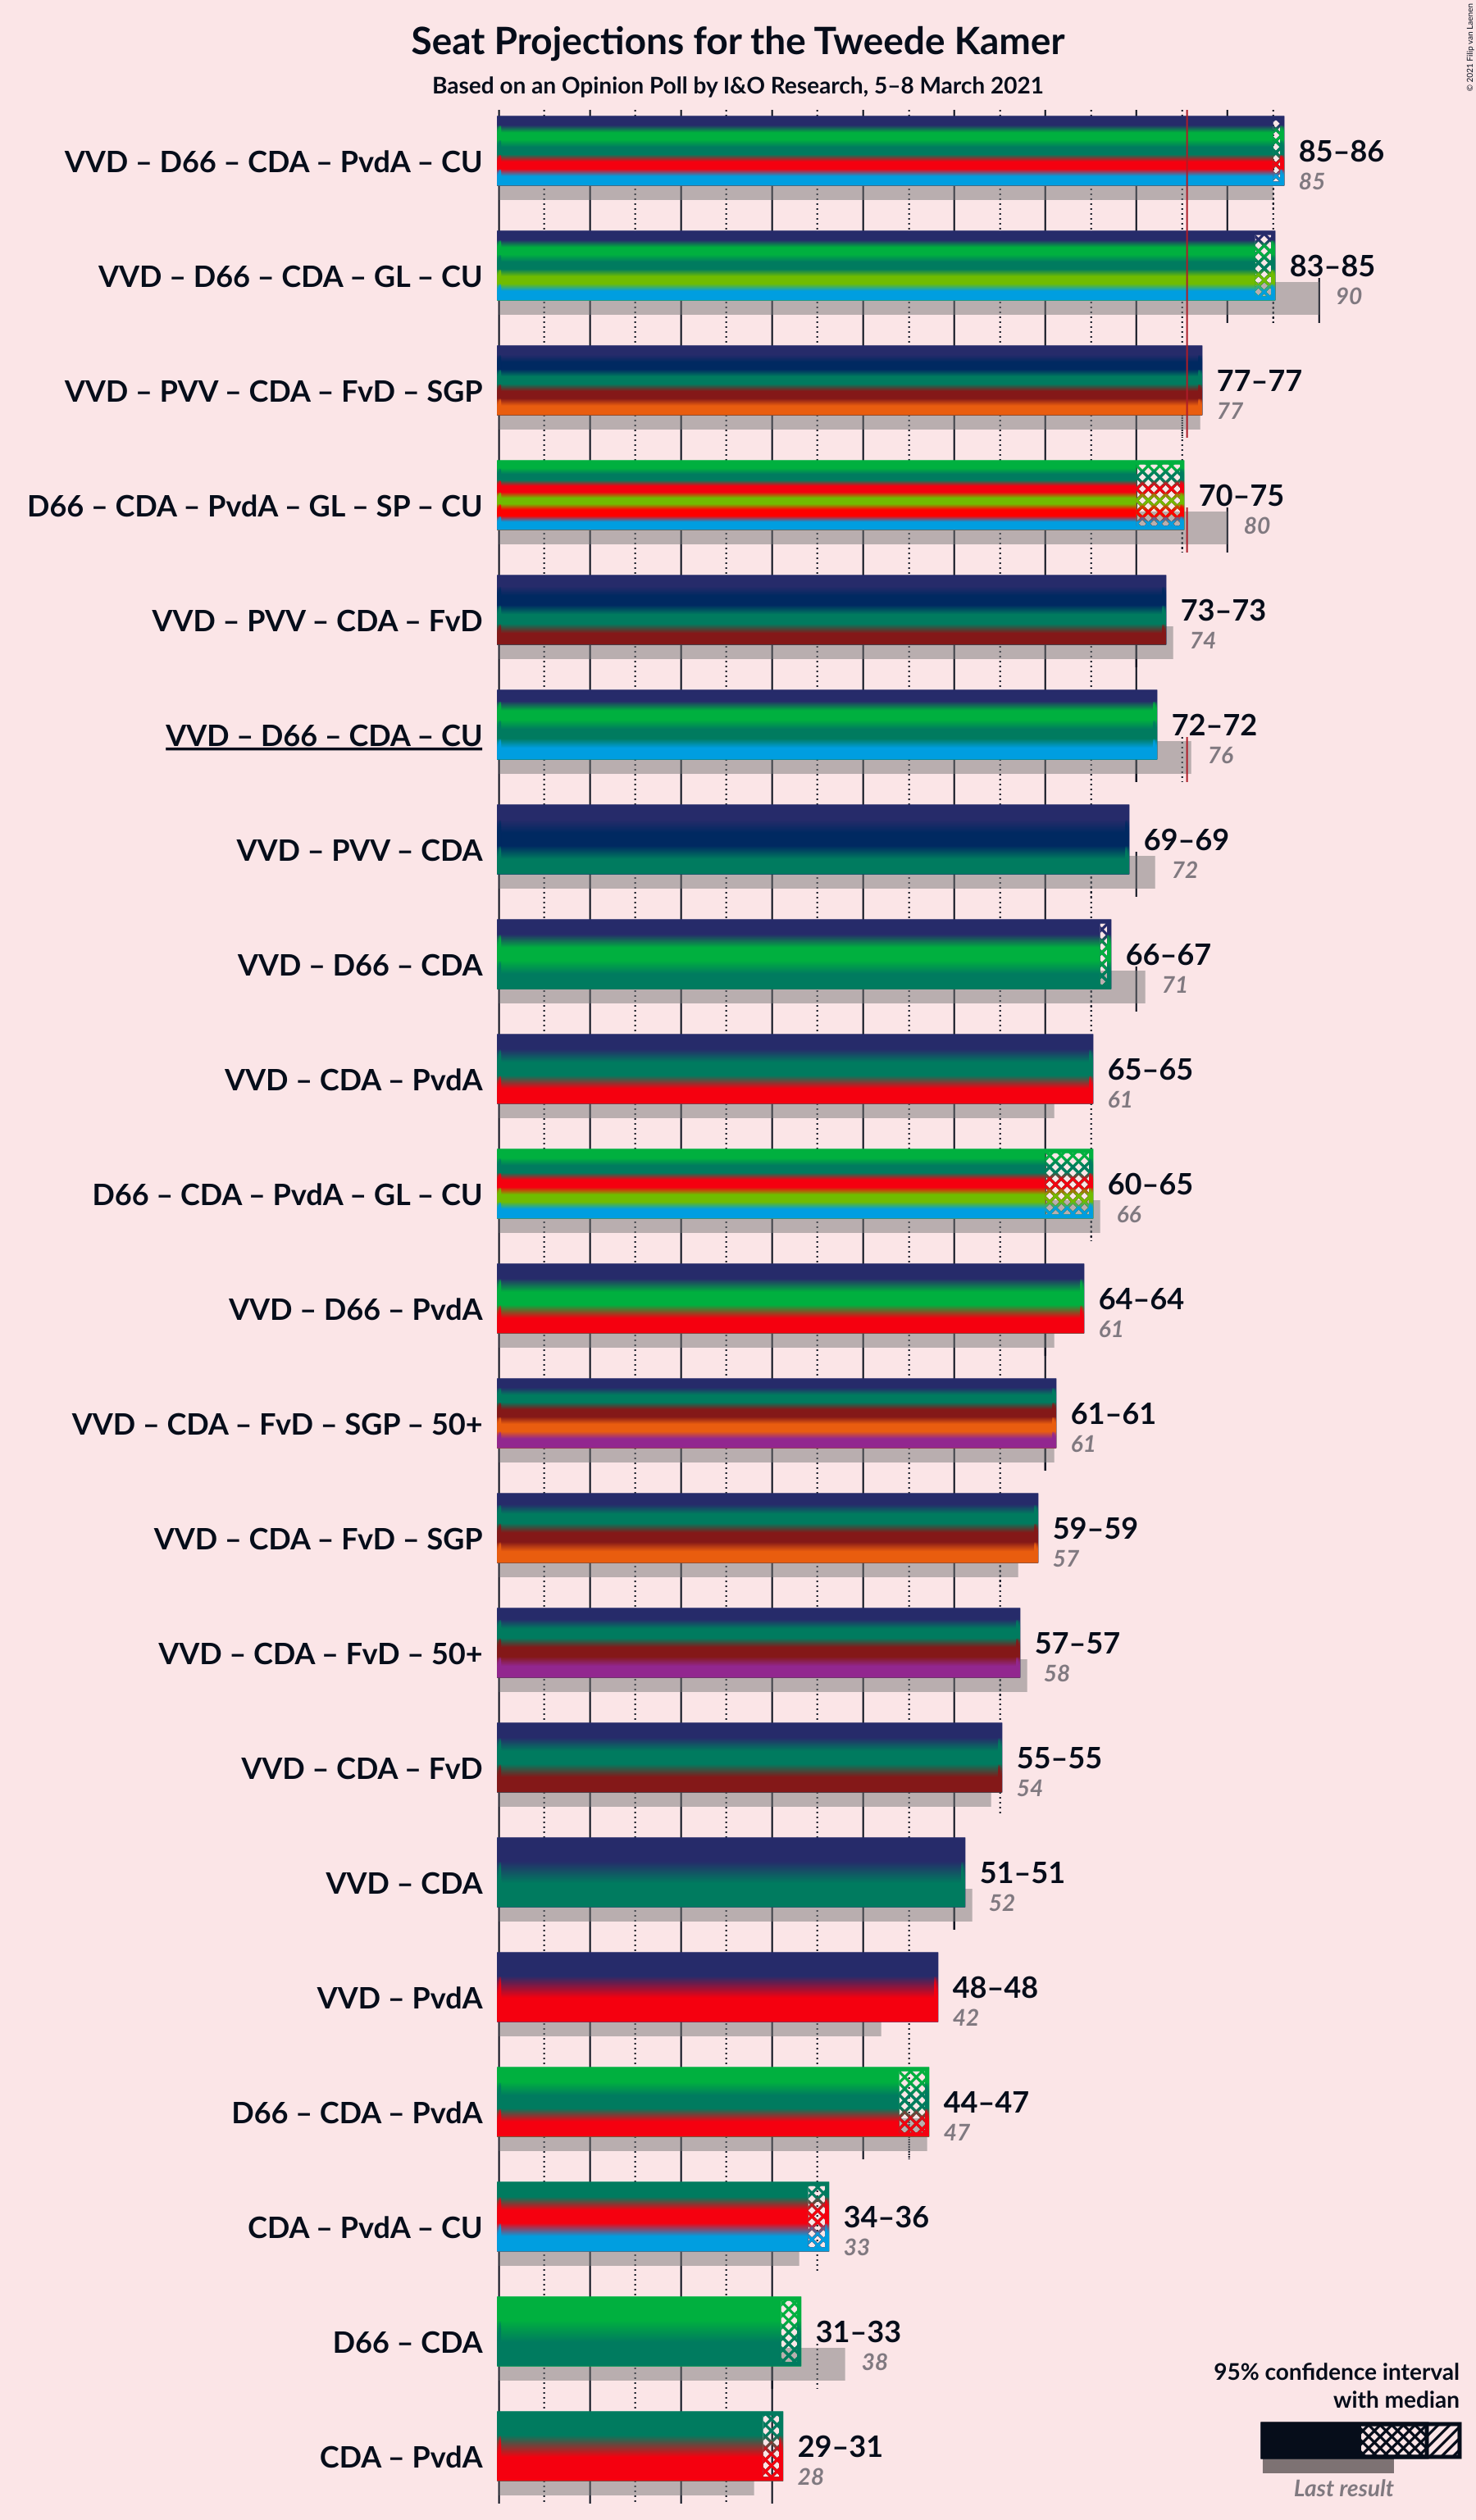 Seat Projections for the Tweede Kamer
Based on an Opinion Poll by I&O Research, 5–8 March 2021
© 2021 Filip van Laenen
VVD – D66 – CDA – PvdA – CU
85–86
85
VVD – D66 – CDA – GL – CU
83–85
90
VVD – PVV – CDA – FvD – SGP
77–77
77
D66 – CDA – PvdA – GL – SP – CU
70–75
80
VVD – PVV – CDA – FvD
73–73
74
VVD – D66 – CDA – CU
72–72
76
VVD – PVV – CDA
69–69
72
VVD – D66 – CDA
66–67
71
VVD – CDA – PvdA
65–65
61
D66 – CDA – PvdA – GL – CU
60–65
66
VVD – D66 – PvdA
64–64
61
VVD – CDA – FvD – SGP – 50+
61–61
61
VVD – CDA – FvD – SGP
59–59
57
VVD – CDA – FvD – 50+
57–57
58
VVD – CDA – FvD
55–55
54
VVD – CDA
51–51
52
VVD – PvdA
48–48
42
D66 – CDA – PvdA
44–47
47
CDA – PvdA – CU
34–36
33
D66 – CDA
31–33
38
CDA – PvdA
29–31
28
95% confidence interval
with median
Last result